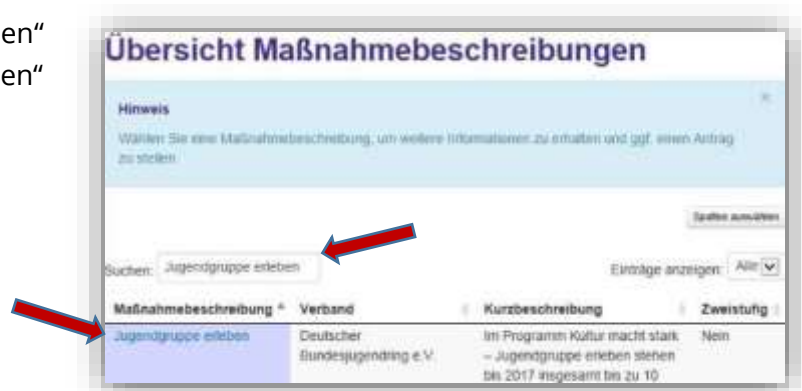 en“
en“
Übersicht Maßnahmebeschreibungen
Hinweis
Wählen Sie eine Maßnahmebeschreibung, um weitere Informationen zu erhalten und ggf. einen Antrag
zu stellen
Spalten auswählen
Suchen: Jugendgruppe erleben
Einträge anzeigen: Alle
Maßnahmebeschreibung Verband Kurzbeschreibung Zweistufig
Jugendgruppe erleben Deutscher Im Programm Kultur macht stark Nein
Bundesjugendring e.V. – Jugendgruppe erleben stehen
bis 2017 insgesamt bis zu 10